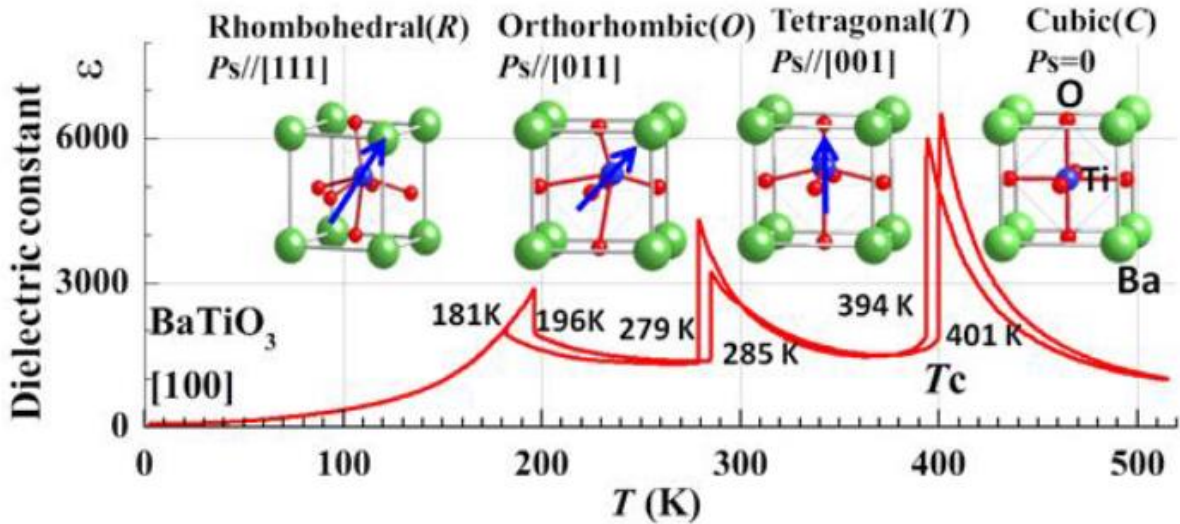 Rhombohedral(R) Orthorhombic(O) Tetragonal(T) Cubic(C)
Ps//[111] Ps//[011] Ps//[001] Ps=0
Dielectric constant ε
O
6000
Ti
Ba
3000
181K 196K 279 K 285 K 394 K 401 K
BaTiO3
[100]
Tc
0
0 100 200 300 400 500
T (K)